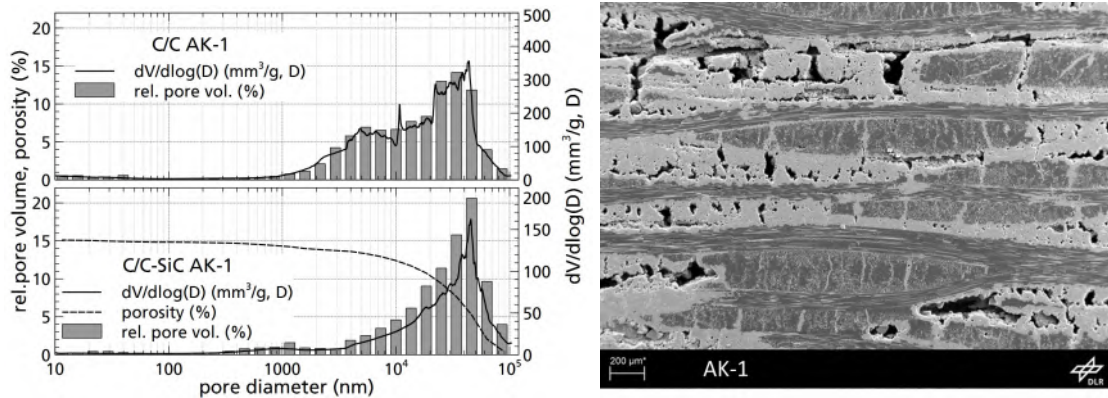 rel. pore volume, porosity (%)
20
15
10
5
0
C/C AK-1
dV/dlog(D) (mm³/g, D)
rel. pore vol. (%)
500
400
300
200
100
0
20
15
10
5
0
C/C-SiC AK-1
dV/dlog(D) (mm³/g, D)
porosity (%)
rel. pore vol. (%)
200
150
100
50
0
dV/dlog(D) (mm³/g, D)
10 100 1000 10⁴ 10⁵
pore diameter (nm)
200 µm*
AK-1
DLR